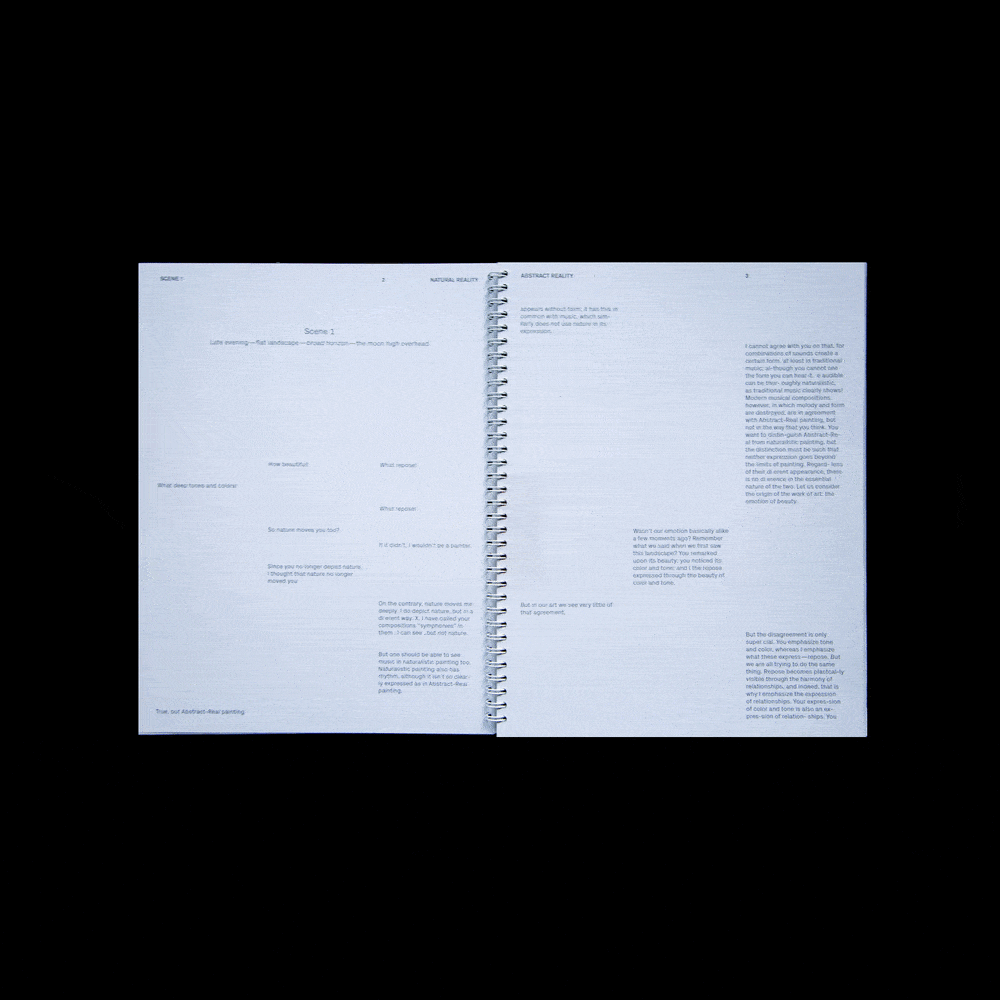 SCENE 1
2
NATURAL REALITY
Scene 1
Late evening—flat landscape—broad horizon—the moon high overhead
How beautiful!
What repose!
What deep forms and colors!
What repose!
So nature moves you too?
If it didn't, I wouldn't be a painter.
Since you no longer depict nature,
I thought that nature no longer
moved you
On the contrary, nature moves me
deeply. I do depict nature, but in a
di erent way. X, I have called your
compositions "symphonies" in
them . I can see , but not nature.
But one should be able to see
music in naturalistic painting too.
Naturalistic painting also has
rhythm, although it isn't so clear-
ly expressed as in Abstract-Real
painting.
True, but Abstract-Real painting
ABSTRACT REALITY
3
appears without form; it has this in
common with music, which sim-
ilarly does not use nature in its
expression.
I cannot agree with you on that, for
combinations of sounds create a
certain form, at least in traditional
music; al-though you cannot see
the form you can hear it. e audible
can be thor- oughly naturalistic,
as traditional music clearly shows!
Modern musical compositions,
however, in which melody and form
are destroyed, are in agreement
with Abstract-Real painting, but
not in the way that you think. You
want to distin-guish Abstract-Re-
al from naturalistic painting, but
the distinction must be such that
neither expression goes beyond
the limits of painting. Regard- less
of their di erent appearance, there
is no di erence in the essential
nature of the two. Let us consider
the origin of the work of art: the
emotion of beauty.
Wasn't our emotion basically alike
a few moments ago? Remember
what we said when we first saw
this landscape? You remarked
upon its beauty: you noticed its
color and tone; and I the repose
expressed through the beauty of
color and tone.
But in our art we see very little of
that agreement.
But the disagreement is only
super cial. You emphasize tone
and color, whereas I emphasize
what these express—repose. But
we are all trying to do the same
thing. Repose becomes plastical-ly
visible through the harmony of
relationships, and indeed, that is
why I emphasize the expression
of relationships. Your expres-sion
of color and tone is also an ex-
pres-sion of relation- ships. You